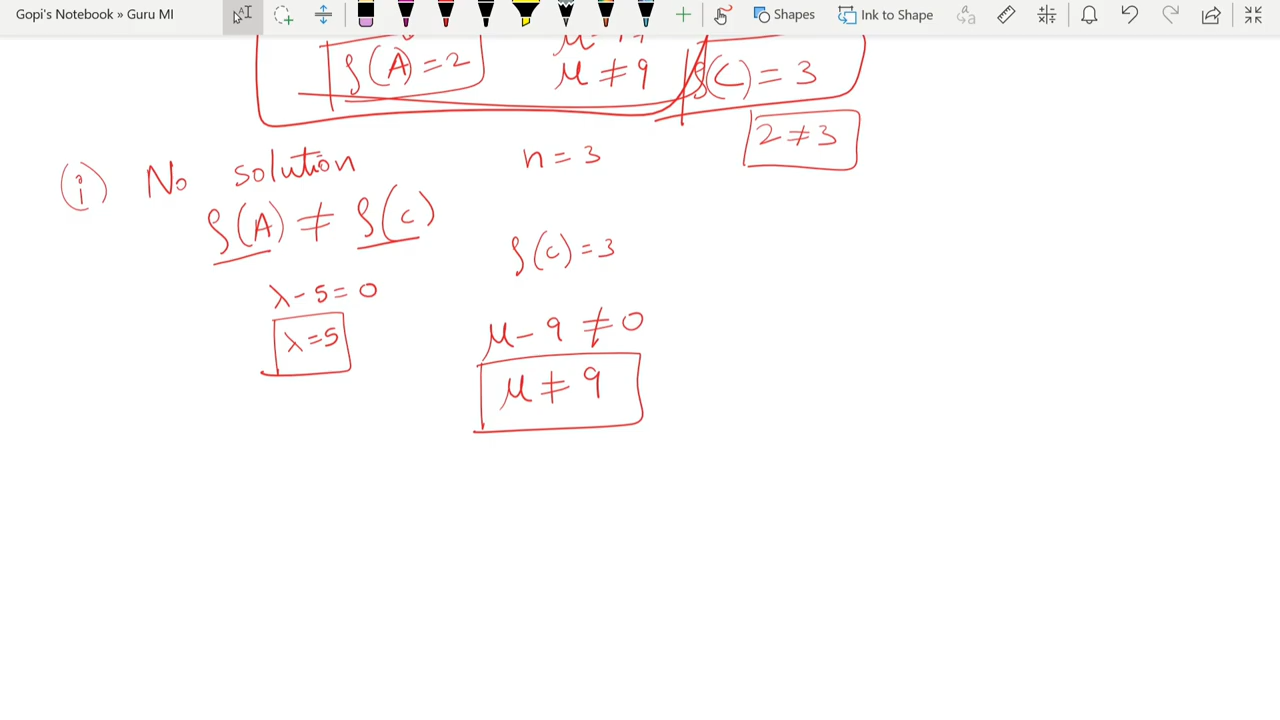 Gopi's Notebook » Guru MI
Shapes
Ink to Shape
ρ(A) = 2
μ ≠ 9
ρ(C) = 3
2 ≠ 3
(i) No solution
n = 3
ρ(A) ≠ ρ(C)
ρ(C) = 3
λ - 5 = 0
λ = 5
μ - 9 ≠ 0
μ ≠ 9